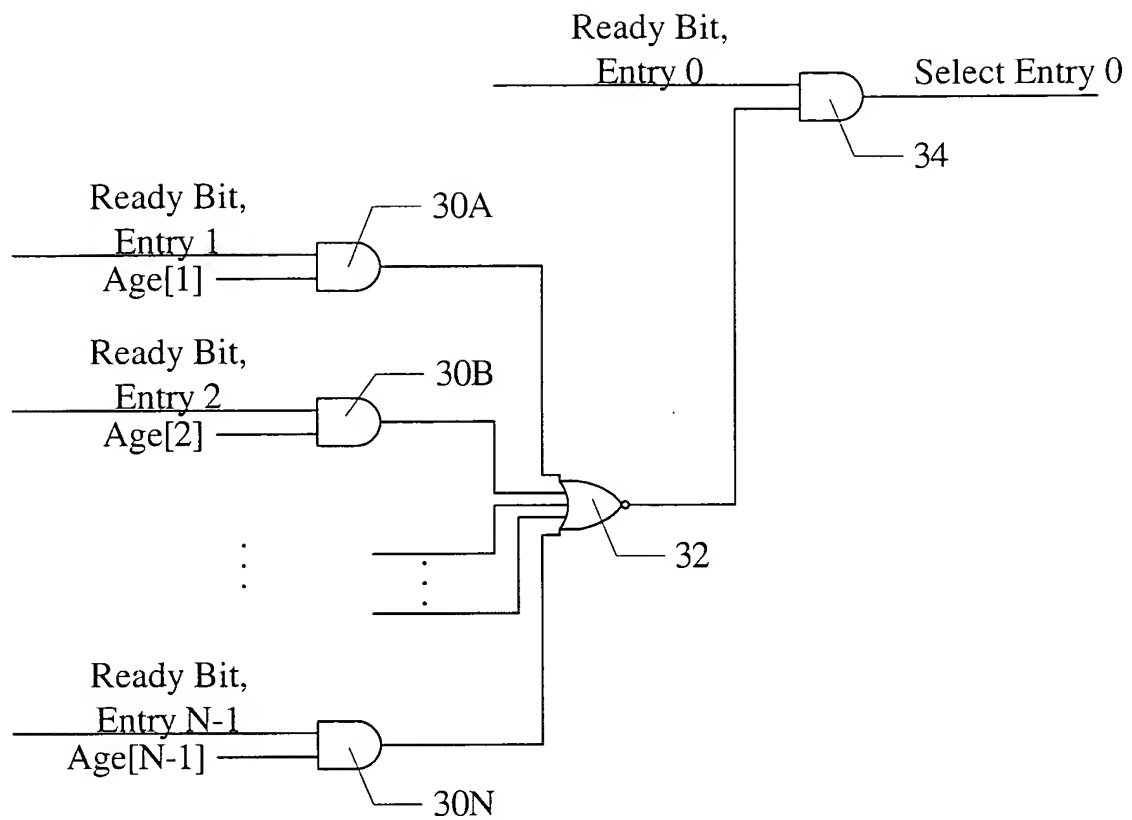 Ready Bit,
Entry 0
Select Entry 0
34
Ready Bit,
Entry 1
Age[1]
30A
Ready Bit,
Entry 2
Age[2]
30B
32
Ready Bit,
Entry N-1
Age[N-1]
30N